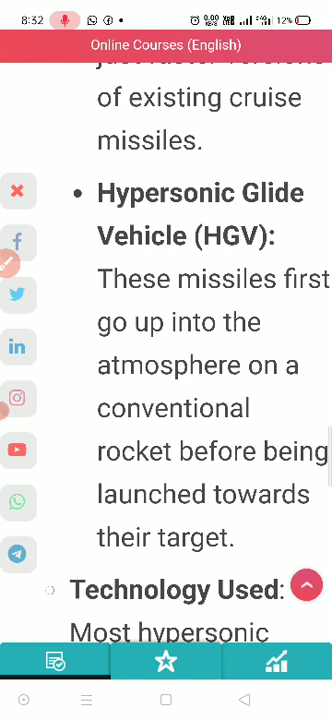 8:32
12%
Online Courses (English)
of existing cruise
missiles.
• Hypersonic Glide
Vehicle (HGV):
These missiles first
go up into the
atmosphere on a
conventional
rocket before being
launched towards
their target.
Technology Used:
Most hypersonic